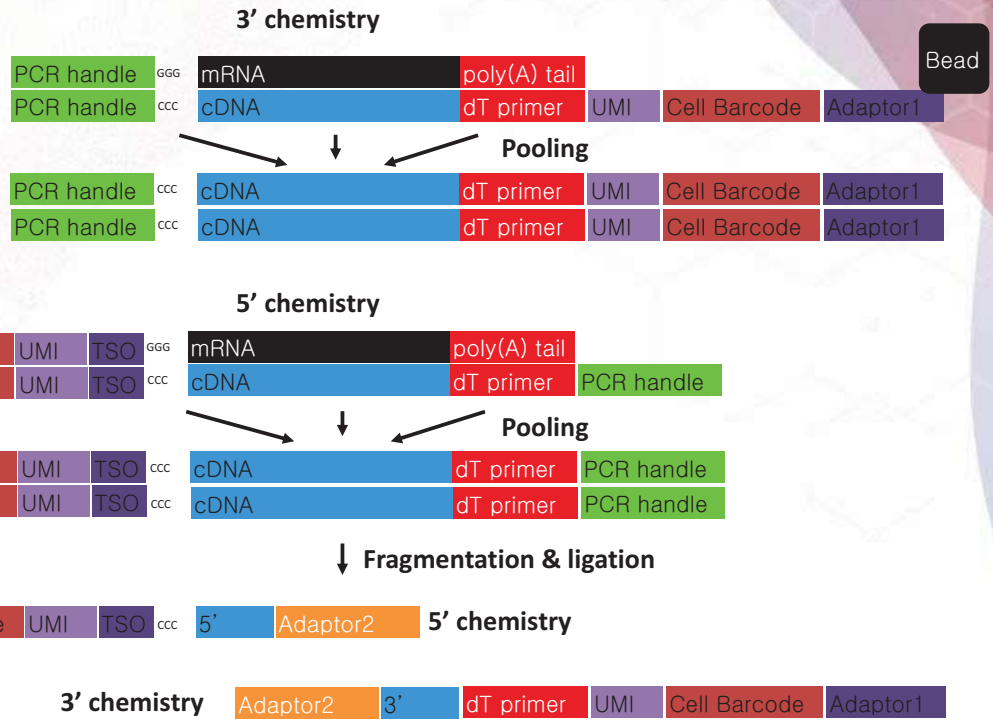 3’ chemistry
Bead
PCR handle GGG mRNA poly(A) tail
PCR handle CCC cDNA dT primer UMI Cell Barcode Adaptor1
Pooling
PCR handle CCC cDNA dT primer UMI Cell Barcode Adaptor1
PCR handle CCC cDNA dT primer UMI Cell Barcode Adaptor1
5’ chemistry
UMI TSO GGG mRNA poly(A) tail
UMI TSO CCC cDNA dT primer PCR handle
Pooling
UMI TSO CCC cDNA dT primer PCR handle
UMI TSO CCC cDNA dT primer PCR handle
Fragmentation & ligation
e UMI TSO CCC 5’ Adaptor2 5’ chemistry
3’ chemistry Adaptor2 3’ dT primer UMI Cell Barcode Adaptor1